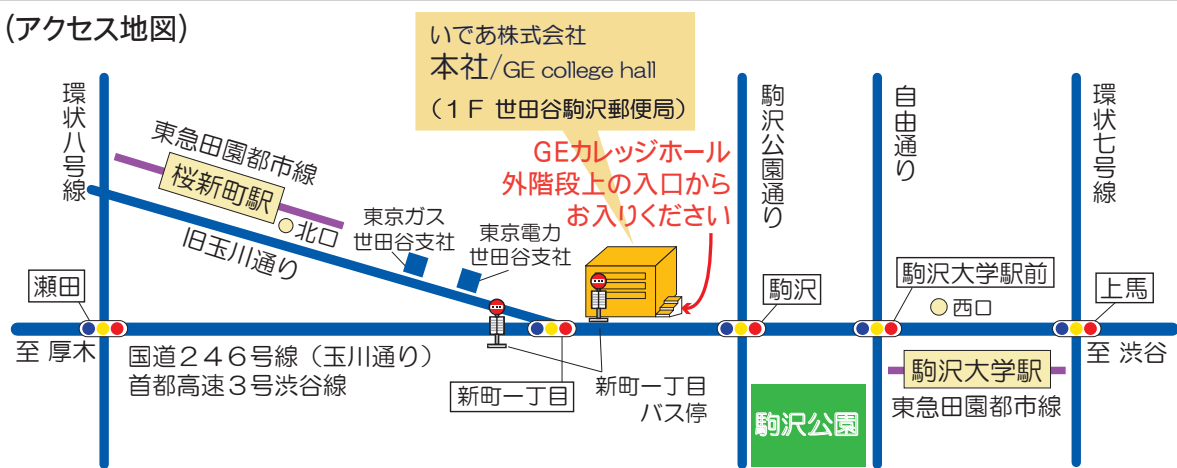 (アクセス地図)
いであ株式会社
本社/GE college hall
(1F 世田谷駒沢郵便局)
GEカレッジホール
外階段上の入口から
お入りください
環状八号線
東急田園都市線
桜新町駅
北口
旧玉川通り
東京ガス
世田谷支社
東京電力
世田谷支社
駒沢公園通り
自由通り
環状七号線
瀬田
駒沢
駒沢大学駅前
西口
上馬
至 厚木
国道246号線(玉川通り)
首都高速3号渋谷線
新町一丁目
新町一丁目
バス停
駒沢公園
駒沢大学駅
東急田園都市線
至 渋谷